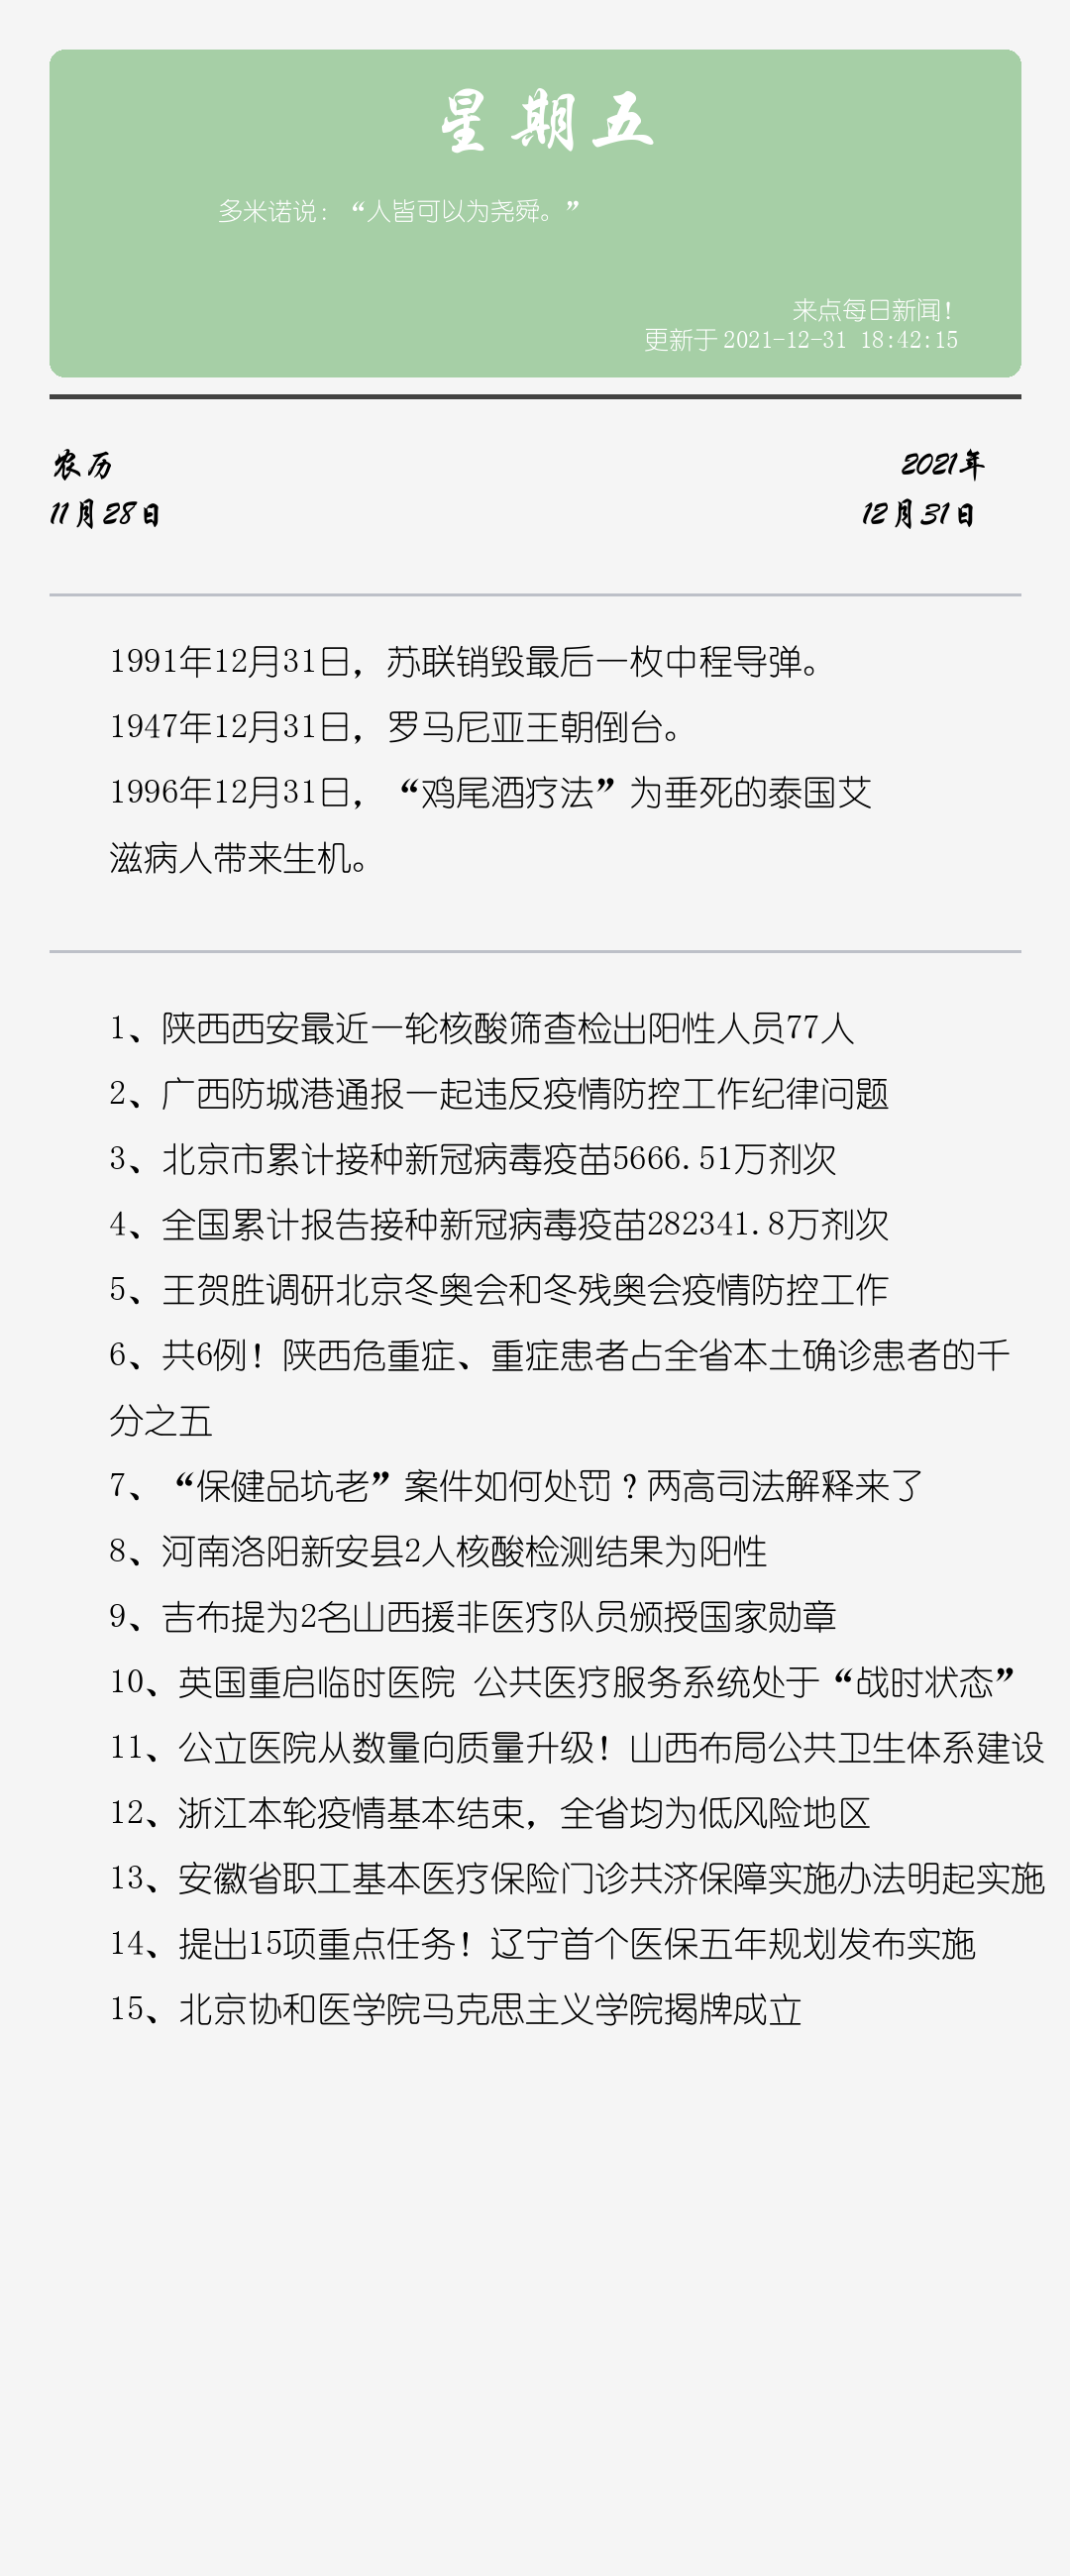 星期五
多米诺说：“人皆可以为尧舜。”
来点每日新闻！
更新于2021-12-31 18:42:15
农历
2021年
11月28日
12月31日
1991年12月31日，苏联销毁最后一枚中程导弹。
1947年12月31日，罗马尼亚王朝倒台。
1996年12月31日，“鸡尾酒疗法”为垂死的泰国艾
滋病人带来生机。
1、陕西西安最近一轮核酸筛查检出阳性人员77人
2、广西防城港通报一起违反疫情防控工作纪律问题
3、北京市累计接种新冠病毒疫苗5666.51万剂次
4、全国累计报告接种新冠病毒疫苗282341.8万剂次
5、王贺胜调研北京冬奥会和冬残奥会疫情防控工作
6、共6例！陕西危重症、重症患者占全省本土确诊患者的千
分之五
7、“保健品坑老”案件如何处罚？两高司法解释来了
8、河南洛阳新安县2人核酸检测结果为阳性
9、吉布提为2名山西援非医疗队员颁授国家勋章
10、英国重启临时医院 公共医疗服务系统处于“战时状态”
11、公立医院从数量向质量升级！山西布局公共卫生体系建设
12、浙江本轮疫情基本结束，全省均为低风险地区
13、安徽省职工基本医疗保险门诊共济保障实施办法明起实施
14、提出15项重点任务！辽宁首个医保五年规划发布实施
15、北京协和医学院马克思主义学院揭牌成立